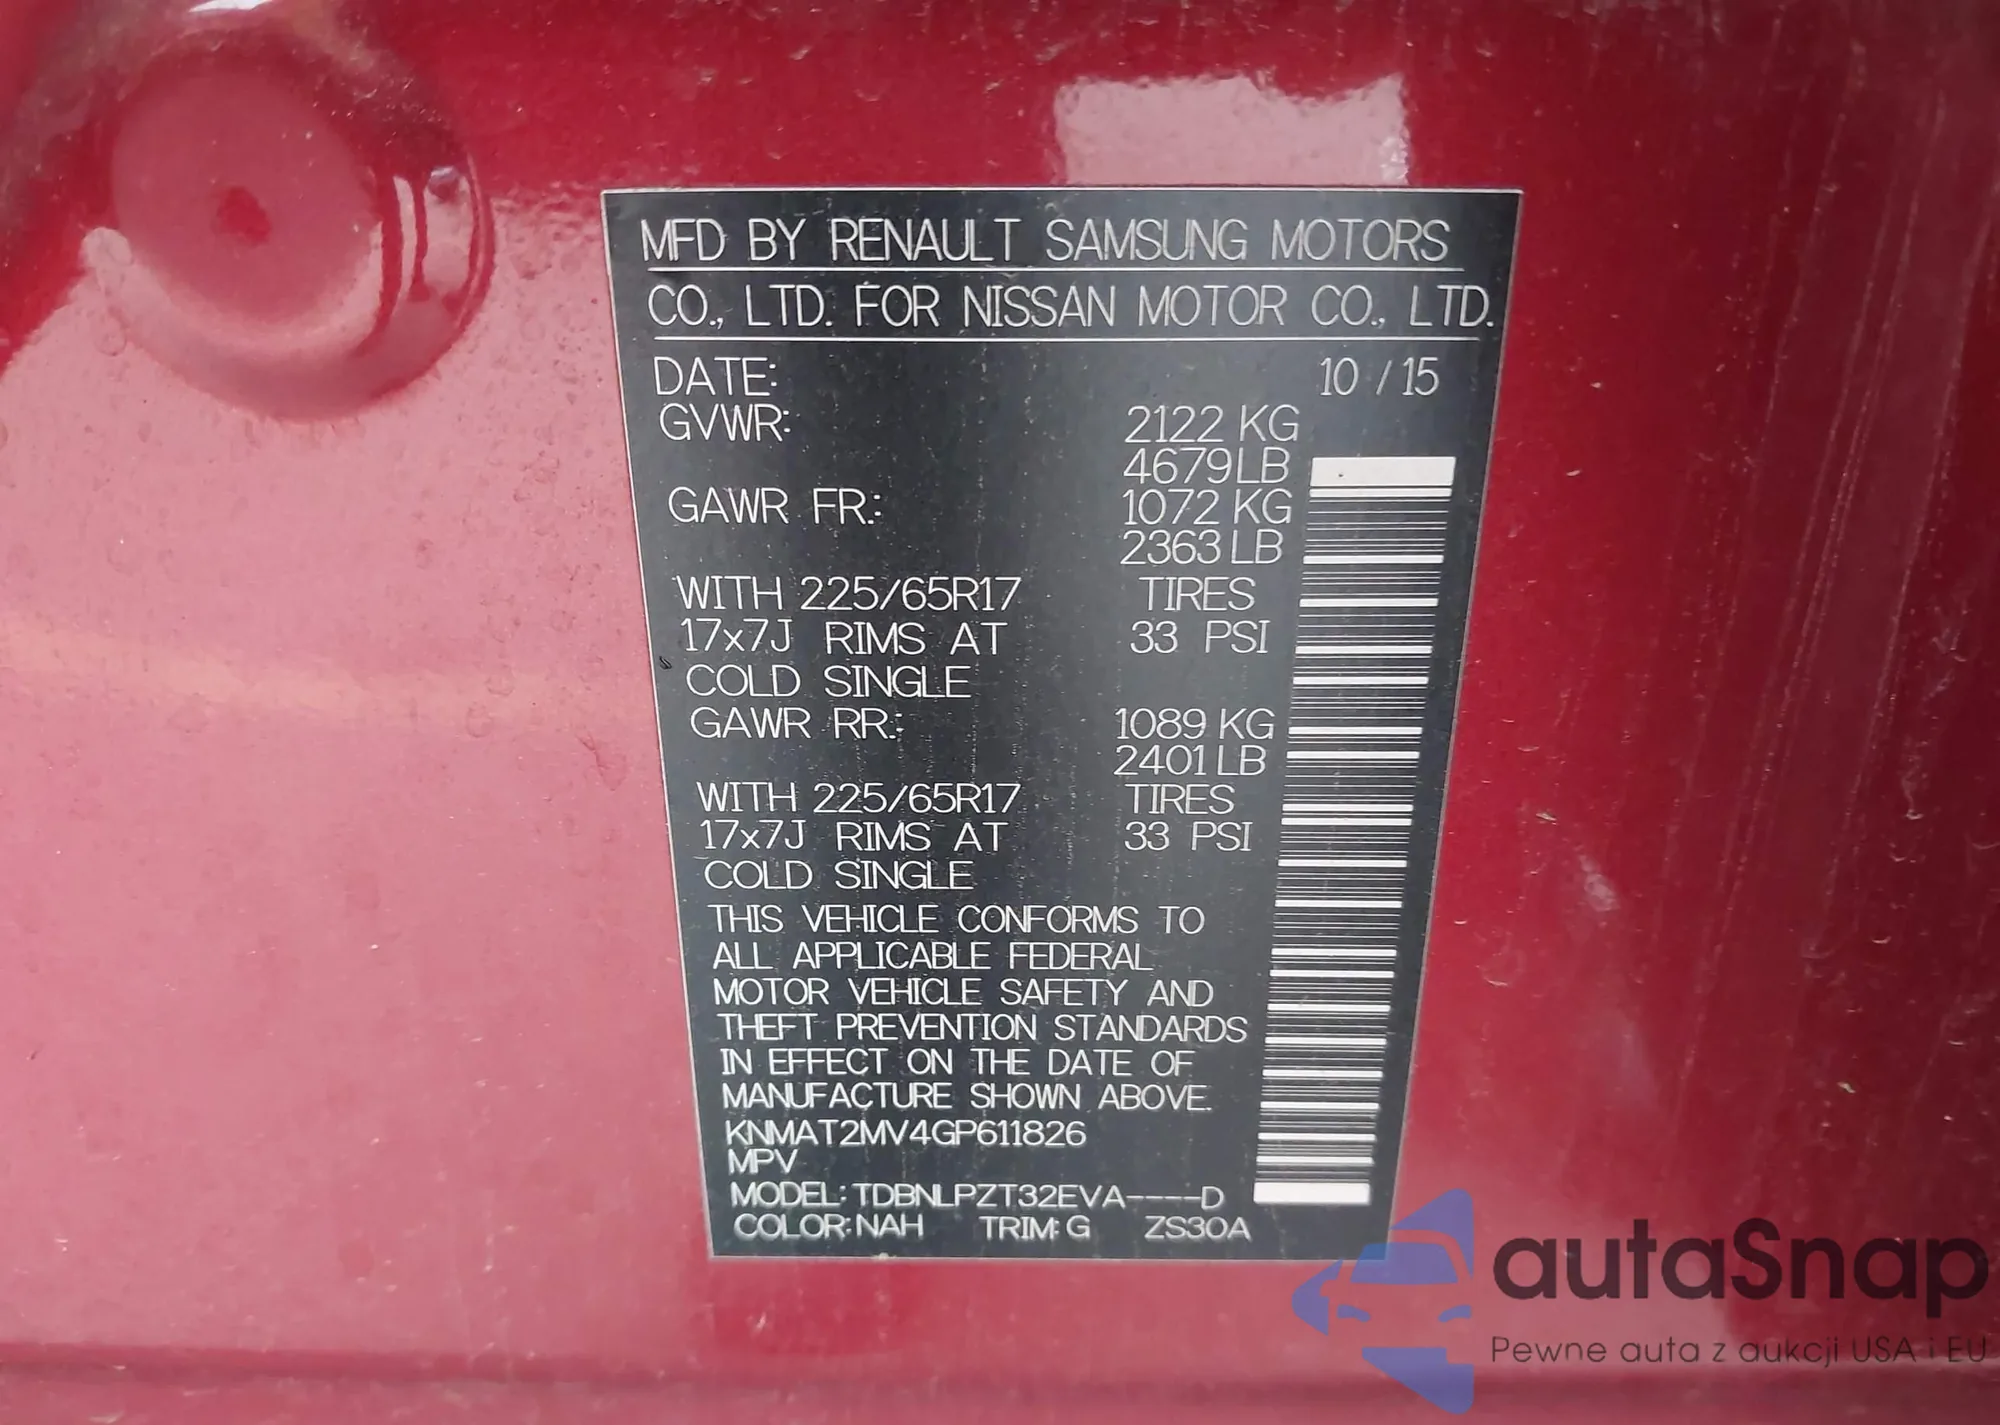 MFD BY RENAULT SAMSUNG MOTORS
CO., LTD. FOR NISSAN MOTOR CO., LTD.
DATE: 10 / 15
GVWR: 2122 KG
4679 LB
GAWR FR.: 1072 KG
2363 LB
WITH 225/65R17 TIRES
17x7J RIMS AT 33 PSI
COLD SINGLE
GAWR RR.: 1089 KG
2401 LB
WITH 225/65R17 TIRES
17x7J RIMS AT 33 PSI
COLD SINGLE
THIS VEHICLE CONFORMS TO
ALL APPLICABLE FEDERAL
MOTOR VEHICLE SAFETY AND
THEFT PREVENTION STANDARDS
IN EFFECT ON THE DATE OF
MANUFACTURE SHOWN ABOVE.
KNMAT2MV4GP611826
MPV
MODEL: TDBNLPZT32EVA----D
COLOR: NAH TRIM: G ZS30A
autaSnap
Pewne auta z aukcji USA i EU